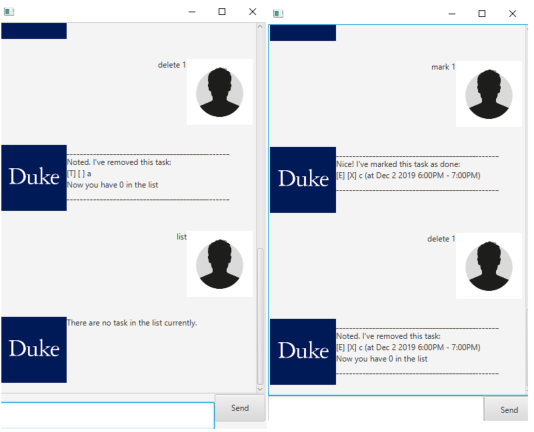 delete 1
Duke
Noted. I've removed this task:
[T] [ ] a
Now you have 0 in the list
list
Duke
There are no task in the list currently.
Send
mark 1
Duke
Nice! I've marked this task as done:
[E] [X] c (at Dec 2 2019 6:00PM - 7:00PM)
delete 1
Duke
Noted. I've removed this task:
[E] [X] c (at Dec 2 2019 6:00PM - 7:00PM)
Now you have 0 in the list
Send